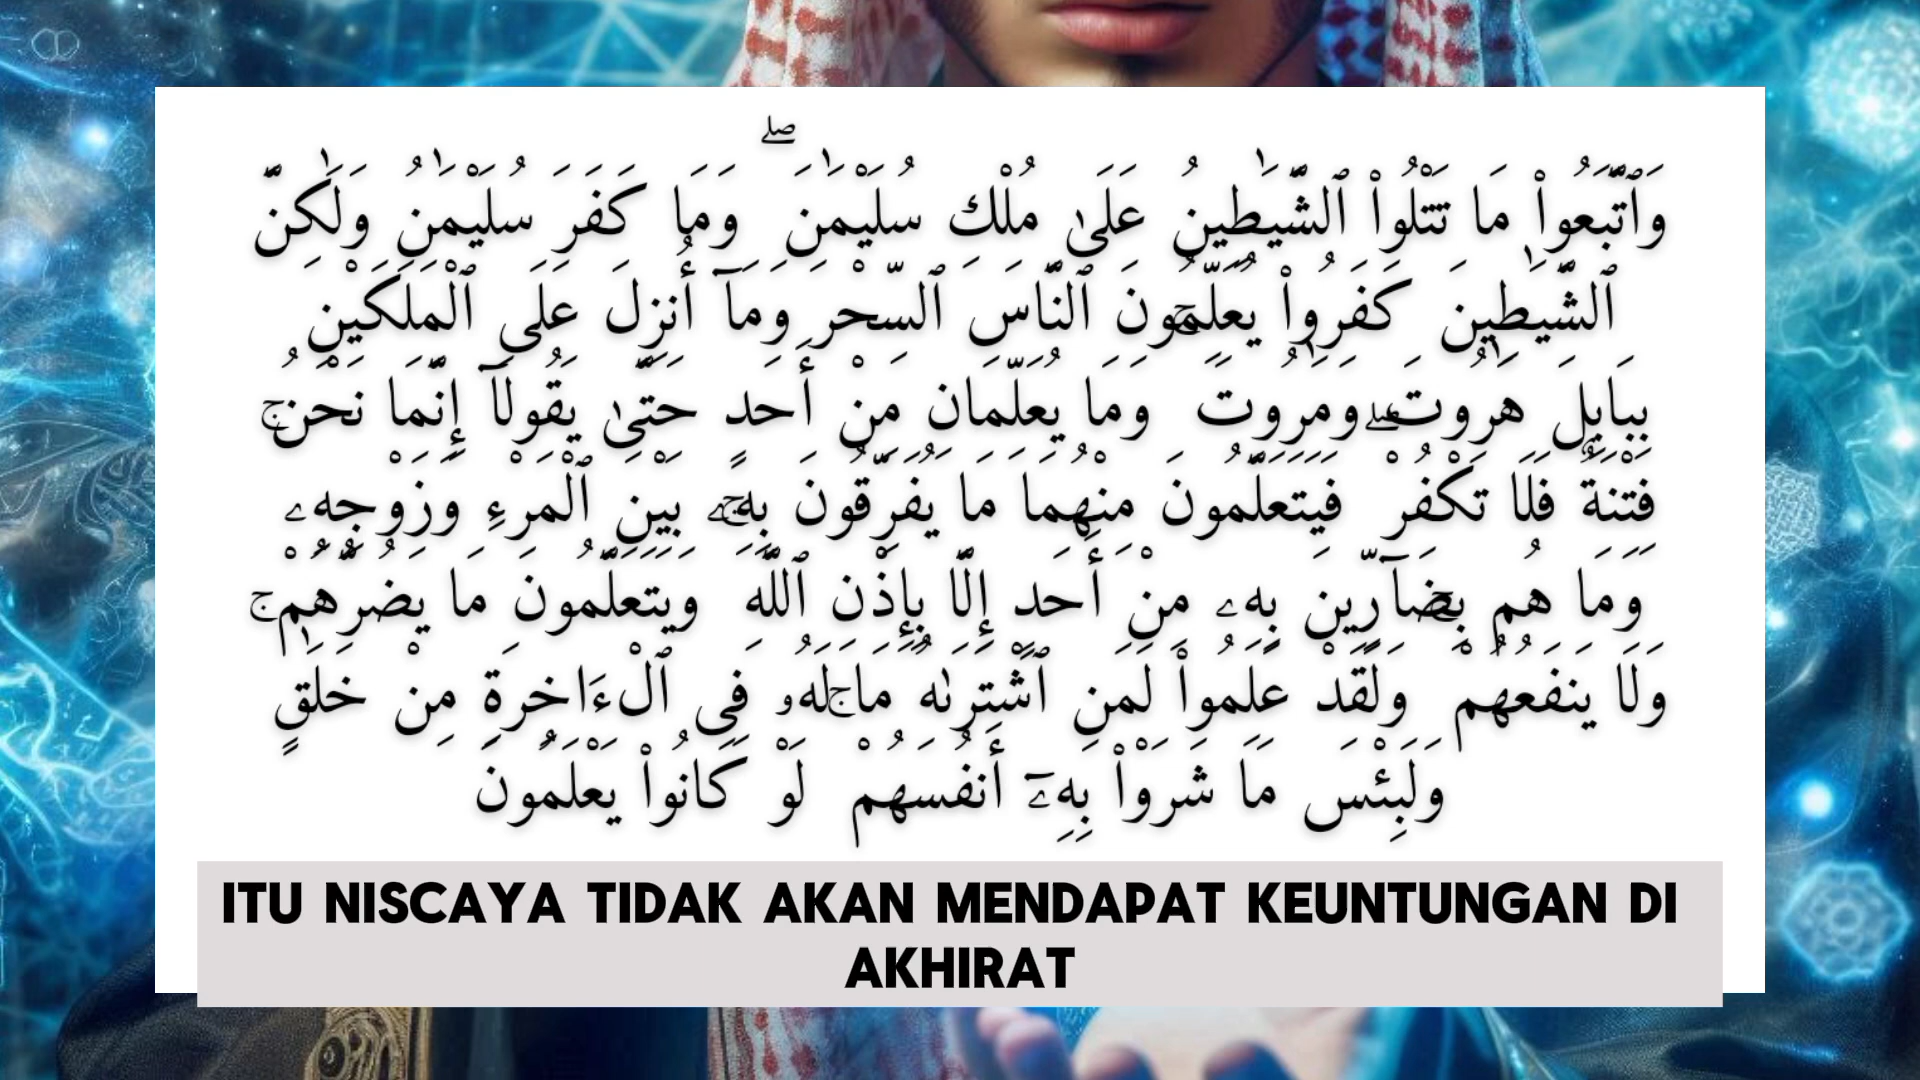 وَٱتَّبَعُوا۟ مَا تَتْلُوا۟ ٱلشَّيَـٰطِينُ عَلَىٰ مُلْكِ سُلَيْمَـٰنَ ۖ وَمَا كَفَرَ سُلَيْمَـٰنُ وَلَـٰكِنَّ
ٱلشَّيَـٰطِينَ كَفَرُوا۟ يُعَلِّمُونَ ٱلنَّاسَ ٱلسِّحْرَ وَمَآ أُنزِلَ عَلَى ٱلْمَلَكَيْنِ
بِبَابِلَ هَـٰرُوتَ وَمَـٰرُوتَ ۚ وَمَا يُعَلِّمَانِ مِنْ أَحَدٍ حَتَّىٰ يَقُولَآ إِنَّمَا نَحْنُ
فِتْنَةٌ فَلَا تَكْفُرْ ۖ فَيَتَعَلَّمُونَ مِنْهُمَا مَا يُفَرِّقُونَ بِهِۦ بَيْنَ ٱلْمَرْءِ وَزَوْجِهِۦ ۚ
وَمَا هُم بِضَآرِّينَ بِهِۦ مِنْ أَحَدٍ إِلَّا بِإِذْنِ ٱللَّهِ ۚ وَيَتَعَلَّمُونَ مَا يَضُرُّهُمْ
وَلَا يَنفَعُهُمْ ۚ وَلَقَدْ عَلِمُوا۟ لَمَنِ ٱشْتَرَىٰهُ مَا لَهُۥ فِى ٱلْـَٔاخِرَةِ مِنْ خَلَـٰقٍ ۚ
وَلَبِئْسَ مَا شَرَوْا۟ بِهِۦٓ أَنفُسَهُمْ ۚ لَوْ كَانُوا۟ يَعْلَمُونَ
ITU NISCAYA TIDAK AKAN MENDAPAT KEUNTUNGAN DI
AKHIRAT